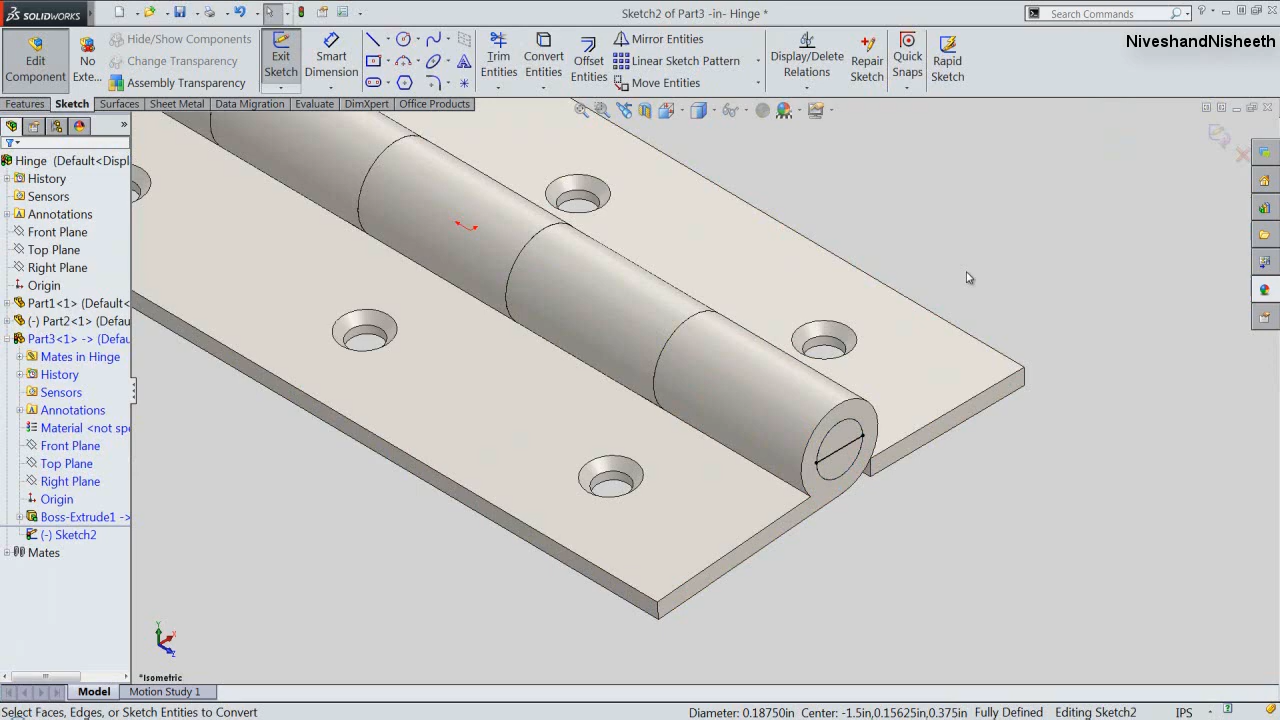 SOLIDWORKS
Sketch2 of Part3 -in- Hinge *
Search Commands
NiveshandNisheeth
Edit Component
No Exte...
Hide/Show Components
Change Transparency
Assembly Transparency
Exit Sketch
Smart Dimension
Trim Entities
Convert Entities
Offset Entities
Mirror Entities
Linear Sketch Pattern
Move Entities
Display/Delete Relations
Repair Sketch
Quick Snaps
Rapid Sketch
Features Sketch Surfaces Sheet Metal Data Migration Evaluate DimXpert Office Products
Hinge (Default<Displ
History
Sensors
Annotations
Front Plane
Top Plane
Right Plane
Origin
Part1<1> (Default<
(-) Part2<1> (Defau
Part3<1> -> (Defau
Mates in Hinge
History
Sensors
Annotations
Material <not spe
Front Plane
Top Plane
Right Plane
Origin
Boss-Extrude1 ->
(-) Sketch2
Mates
Y
X
Z
*Isometric
Model Motion Study 1
Select Faces, Edges, or Sketch Entities to Convert
Diameter: 0.18750in Center: -1.5in,0.15625in,0.375in Fully Defined Editing Sketch2 IPS